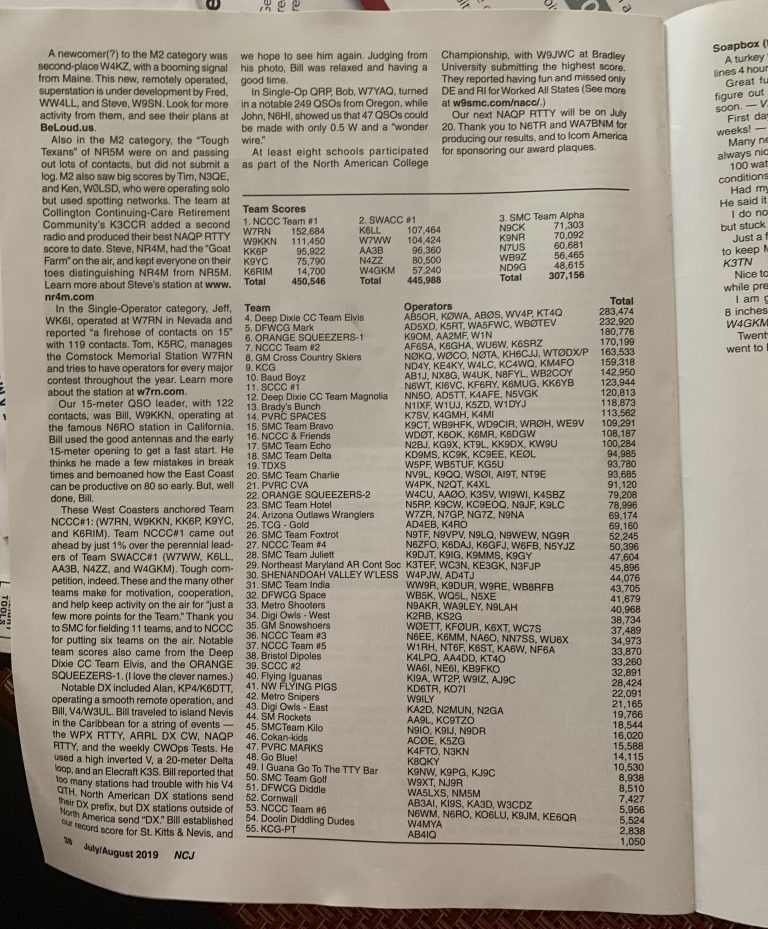 A newcomer(?) to the M2 category was
second-place W4KZ, with a booming signal
from Maine. This new, remotely operated,
superstation is under development by Fred,
WW4LL, and Steve, W9SN. Look for more
activity from them, and see their plans at
BeLoud.us.
Also in the M2 category, the "Tough
Texans" of NR5M were on and passing
out lots of contacts, but did not submit a
log. M2 also saw big scores by Tim, N3QE,
and Ken, WØLSD, who were operating solo
but used spotting networks. The team at
Collington Continuing-Care Retirement
Community's K3CCR added a second
radio and produced their best NAQP RTTY
score to date. Steve, NR4M, had the "Goat
Farm" on the air, and kept everyone on their
toes distinguishing NR4M from NR5M.
Learn more about Steve's station at www.
nr4m.com
In the Single-Operator category, Jeff,
WK6I, operated at W7RN in Nevada and
reported "a firehose of contacts on 15"
with 119 contacts. Tom, K5RC, manages
the Comstock Memorial Station W7RN
and tries to have operators for every major
contest throughout the year. Learn more
about the station at w7rn.com.
Our 15-meter QSO leader, with 122
contacts, was Bill, W9KKN, operating at
the famous N6RO station in California.
Bill used the good antennas and the early
15-meter opening to get a fast start. He
thinks he made a few mistakes in break
times and bemoaned how the East Coast
can be productive on 80 so early. But, well
done, Bill.
These West Coasters anchored Team
NCCC#1: (W7RN, W9KKN, KK6P, K9YC,
and K6RIM). Team NCCC#1 came out
ahead by just 1% over the perennial lead-
ers of Team SWACC#1 (W7WW, K6LL,
AA3B, N4ZZ, and W4GKM). Tough com-
petition, indeed. These and the many other
teams make for motivation, cooperation,
and help keep activity on the air for "just a
few more points for the Team." Thank you
to SMC for fielding 11 teams, and to NCCC
for putting six teams on the air. Notable
team scores also came from the Deep
Dixie CC Team Elvis, and the ORANGE
SQUEEZERS-1. (I love the clever names.)
Notable DX included Alan, KP4/K6DTT,
operating a smooth remote operation, and
Bill, V4/W3UL. Bill traveled to island Nevis
in the Caribbean for a string of events —
the WPX RTTY, ARRL DX CW, NAQP
RTTY, and the weekly CWOps Tests. He
used a high inverted V, a 20-meter Delta
loop, and an Elecraft K3S. Bill reported that
too many stations had trouble with his V4
QTH. North American DX stations send
their DX prefix, but DX stations outside of
North America send "DX." Bill established
our record score for St. Kitts & Nevis, and
we hope to see him again. Judging from
his photo, Bill was relaxed and having a
good time.
In Single-Op QRP, Bob, W7YAQ, turned
in a notable 249 QSOs from Oregon, while
John, N6HI, showed us that 47 QSOs could
be made with only 0.5 W and a "wonder
wire."
At least eight schools participated
as part of the North American College
Championship, with W9JWC at Bradley
University submitting the highest score.
They reported having fun and missed only
DE and RI for Worked All States (See more
at w9smc.com/nacc/.)
Our next NAQP RTTY will be on July
20. Thank you to N6TR and WA7BNM for
producing our results, and to Icom America
for sponsoring our award plaques.
Team Scores
1. NCCC Team #1
W7RN 152,684
W9KKN 111,450
KK6P 95,922
K9YC 75,790
K6RIM 14,700
Total 450,546
2. SWACC #1
K6LL 107,464
W7WW 104,424
AA3B 96,360
N4ZZ 80,500
W4GKM 57,240
Total 445,988
3. SMC Team Alpha
N9CK 71,303
K9NR 70,092
N7US 60,681
WB9Z 56,465
ND9G 48,615
Total 307,156
Team Operators Total
4. Deep Dixie CC Team Elvis AB5OR, KØWA, ABØS, WV4P, KT4Q 283,474
5. DFWCG Mark AD5XD, K5RT, WA5FWC, WBØTEV 232,920
6. ORANGE SQUEEZERS-1 K9OM, AA2MF, W1N 180,776
7. NCCC Team #2 AF6SA, K6GHA, WU6W, K6SRZ 170,199
8. GM Cross Country Skiers NØKQ, WØCO, NØTA, KH6CJJ, WTØDX/P 163,533
9. KCG ND4Y, KE4KY, W4LC, KC4WQ, KM4FO 159,318
10. Baud Boyz AB1J, NX8G, W4UK, N8FYL, WB2COY 142,950
11. SCCC #1 N6WT, KI6VC, KF6RY, K6MUG, KK6YB 123,944
12. Deep Dixie CC Team Magnolia NN5O, AD5TT, K4AFE, N5VGK 120,813
13. Brady's Bunch N1IXF, W1UJ, K5ZD, W1DYJ 118,873
14. PVRC SPACES K7SV, K4GMH, K4MI 113,562
15. SMC Team Bravo K9CT, WB9HFK, WD9CIR, WRØH, WE9V 109,291
16. NCCC & Friends WDØT, K6OK, K6MR, K6DGW 108,187
17. SMC Team Echo N2BJ, KG9X, KT9L, KK9DX, KW9U 100,284
18. SMC Team Delta KD9MS, KC9K, KC9EE, KEØL 94,985
19. TDXS W5PF, WB5TUF, KG5U 93,780
20. SMC Team Charlie NV9L, K9QQ, WSØI, AI9T, NT9E 93,685
21. PVRC CVA W4PK, N2QT, K4XL 91,120
22. ORANGE SQUEEZERS-2 W4CU, AAØO, K3SV, WI9WI, K4SBZ 79,208
23. SMC Team Hotel N5RP, K9CW, KC9EOQ, N9JF, K9LC 78,996
24. Arizona Outlaws Wranglers W7ZR, N7GP, NG7Z, N9NA 69,174
25. TCG - Gold AD4EB, K4RO 69,160
26. SMC Team Foxtrot N9TF, N9VPV, N9LQ, N9WEW, NG9R 52,245
27. NCCC Team #4 N6ZFO, K6DAJ, K6GFJ, W6FB, N5YJZ 50,396
28. SMC Team Juliett K9DJT, K9IG, K9MMS, K9GY 47,604
29. Northeast Maryland AR Cont Soc K3TEF, WC3N, KE3GK, N3FJP 45,896
30. SHENANDOAH VALLEY W'LESS W4PJW, AD4TJ 44,076
31. SMC Team India WW9R, K9DUR, W9RE, WB8RFB 43,705
32. DFWCG Space WB5K, WQ5L, N5XE 41,679
33. Metro Shooters N9AKR, WA9LEY, N9LAH 40,968
34. Digi Owls - West K2RB, KS2G 38,734
35. GM Snowshoers WØETT, KFØUR, K6XT, WC7S 37,489
36. NCCC Team #3 N6EE, K6MM, NA6O, NN7SS, WU6X 34,973
37. NCCC Team #5 W1RH, NT6F, K6ST, KA6W, NF6A 33,870
38. Bristol Dipoles K4LPQ, AA4DD, KT4O 33,260
39. SCCC #2 WA6I, NE6I, KB9FKO 32,891
40. Flying Iguanas KI9A, WT2P, W9IZ, AJ9C 28,424
41. NW FLYING PIGS KD6TR, KO7I 22,091
42. Metro Snipers W9ILY 21,165
43. Digi Owls - East KA2D, N2MUN, N2GA 19,766
44. SM Rockets AA9L, KC9TZO 18,544
45. SMCTeam Kilo N9IO, K9IJ, N9DR 16,020
46. Cokan-kids ACØE, K5ZG 15,588
47. PVRC MARKS K4FTO, N3KN 14,115
48. Go Blue! K8QKY 10,530
49. I Guana Go To The TTY Bar K9NW, K9PG, KJ9C 8,938
50. SMC Team Golf W9XT, NJ9R 8,510
51. DFWCG Diddle WA5LXS, NM5M 7,427
52. Cornwall AB3AI, KI9S, KA3D, W3CDZ 5,956
53. NCCC Team #6 N6WM, N6RO, KO6LU, K9JM, KE6QR 5,524
54. Doolin Diddling Dudes W4MYA 2,838
55. KCG-PT AB4IQ 1,050
38 July/August 2019 NCJ
Soapbox (
A turkey
lines 4 hour
Great fu
figure out
soon. — V
First da
weeks! —
Many ne
always nic
100 wat
conditions
Had my
He said it
I do no
but stuck
Just a f
to keep M
K3TN
Nice to
while pre
I am g
8 inches
W4GKM
Twent
went to